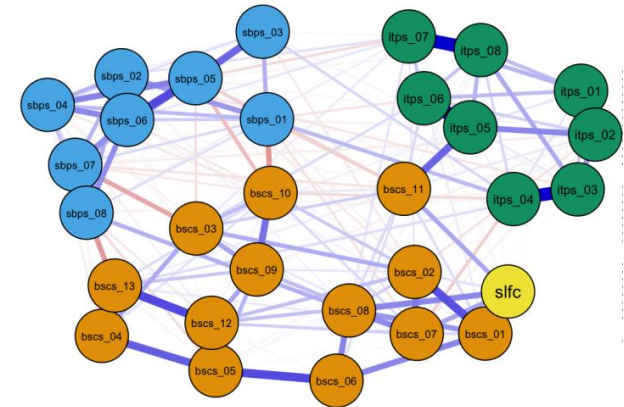 sbps_03
itps_07
itps_08
sbps_02
sbps_05
itps_01
sbps_04
itps_06
sbps_06
sbps_01
itps_05
itps_02
sbps_07
bscs_10
bscs_11
itps_03
itps_04
sbps_08
bscs_03
bscs_09
bscs_02
bscs_13
slfc
bscs_08
bscs_12
bscs_04
bscs_07
bscs_01
bscs_05
bscs_06